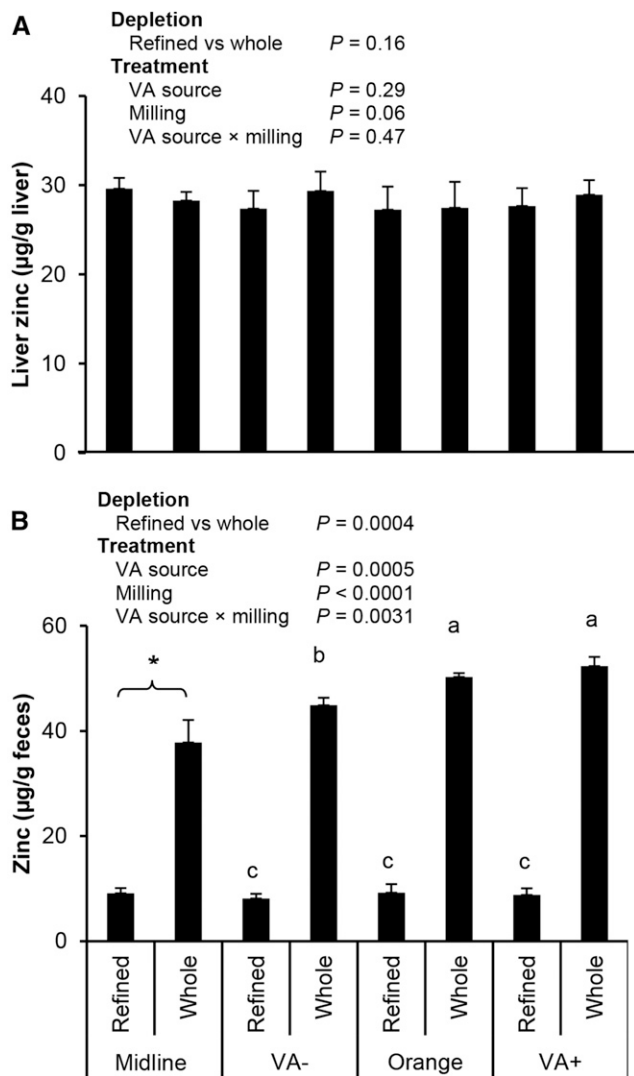 A
Depletion
Refined vs whole P = 0.16
Treatment
VA source P = 0.29
Milling P = 0.06
VA source × milling P = 0.47
Liver zinc (µg/g liver)
40
30
20
10
0
B
Depletion
Refined vs whole P = 0.0004
Treatment
VA source P = 0.0005
Milling P < 0.0001
VA source × milling P = 0.0031
Zinc (µg/g feces)
60
40
20
0
* c b c a c a
Refined Whole Refined Whole Refined Whole Refined Whole
Midline VA- Orange VA+